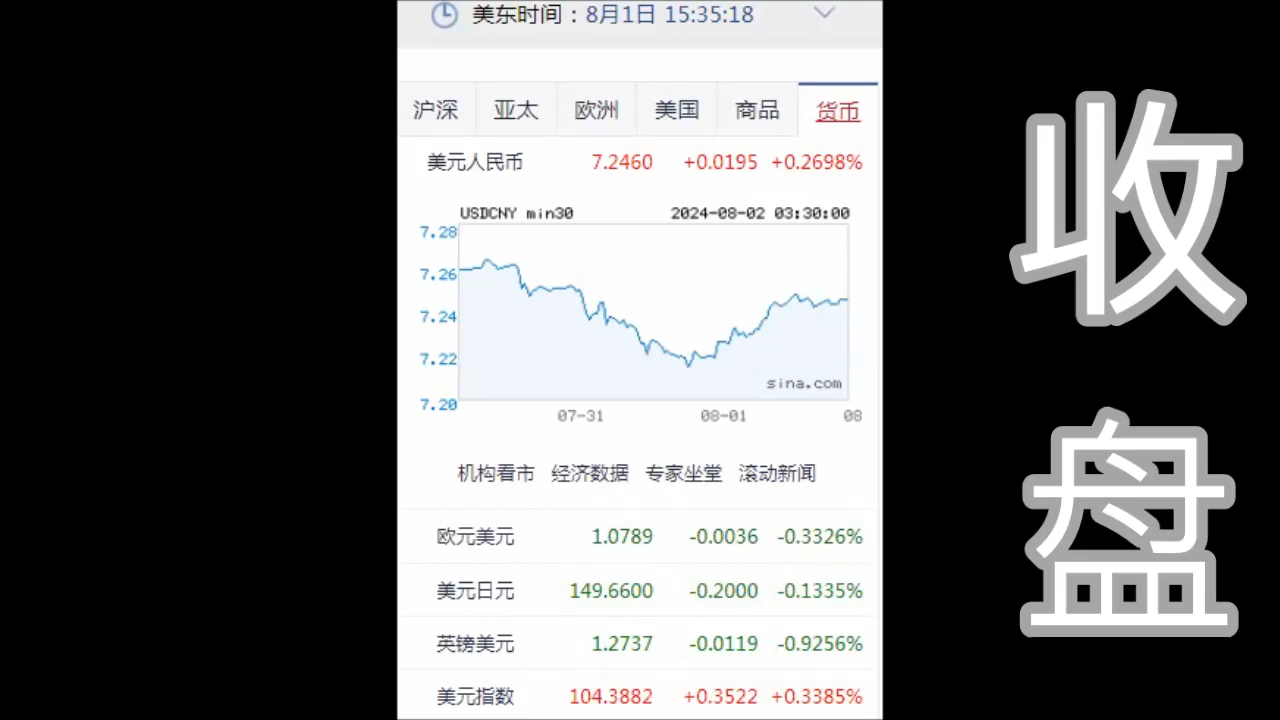 美东时间：8月1日 15:35:18
沪深 亚太 欧洲 美国 商品 货币
美元人民币 7.2460 +0.0195 +0.2698%
USDCNY min30 2024-08-02 03:30:00
7.28
7.26
7.24
7.22
7.20
sina.com
07-31 08-01 08
机构看市 经济数据 专家坐堂 滚动新闻
欧元美元 1.0789 -0.0036 -0.3326%
美元日元 149.6600 -0.2000 -0.1335%
英镑美元 1.2737 -0.0119 -0.9256%
美元指数 104.3882 +0.3522 +0.3385%
收
盘